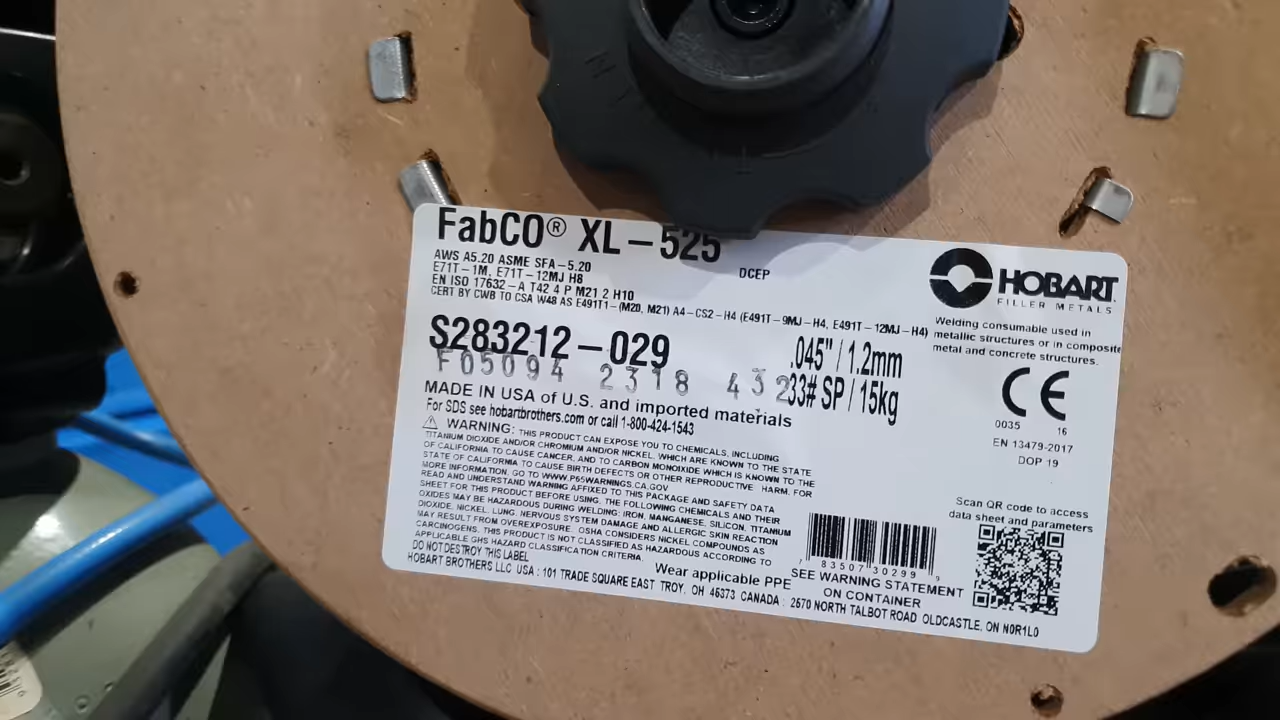 FabCO® XL-525
DCEP
AWS A5.20 ASME SFA-5.20
E71T-1M, E71T-12MJ H8
EN ISO 17632-A T42 4 P M21 2 H10
CERT BY CWB TO CSA W48 AS E491T1-(M20, M21) A4-CS2-H4 (E491T-9MJ-H4, E491T-12MJ-H4)
HOBART
FILLER METALS
Welding consumable used in
metallic structures or in composite
metal and concrete structures.
S283212-029
F05094 2318 432
.045" / 1.2mm
33# SP / 15kg
CE
0035 16
EN 13479-2017
DOP 19
MADE IN USA of U.S. and imported materials
For SDS see hobartbrothers.com or call 1-800-424-1543
⚠ WARNING: THIS PRODUCT CAN EXPOSE YOU TO CHEMICALS, INCLUDING
TITANIUM DIOXIDE AND/OR CHROMIUM AND/OR NICKEL, WHICH ARE KNOWN TO THE STATE
OF CALIFORNIA TO CAUSE CANCER, AND TO CARBON MONOIXIDE WHICH IS KNOWN TO THE
STATE OF CALIFORNIA TO CAUSE BIRTH DEFECTS OR OTHER REPRODUCTIVE HARM. FOR
MORE INFORMATION, GO TO WWW.P65WARNINGS.CA.GOV
READ AND UNDERSTAND WARNING AFFIXED TO THIS PACKAGE AND SAFETY DATA
SHEET FOR THIS PRODUCT BEFORE USING. THE FOLLOWING CHEMICALS AND THEIR
OXIDES MAY BE HAZARDOUS DURING WELDING: IRON, MANGANESE, SILICON, TITANIUM
DIOXIDE, NICKEL. LUNG, NERVOUS SYSTEM DAMAGE AND ALLERGIC SKIN REACTION
MAY RESULT FROM OVEREXPOSURE. OSHA CONSIDERS NICKEL COMPOUNDS AS
CARCINOGENS. THIS PRODUCT IS NOT CLASSIFIED AS HAZARDOUS ACCORDING TO
APPLICABLE GHS HAZARD CLASSIFICATION CRITERIA.
DO NOT DESTROY THIS LABEL
Wear applicable PPE
7 83507 30299 9
SEE WARNING STATEMENT
ON CONTAINER
Scan QR code to access
data sheet and parameters
HOBART BROTHERS LLC USA : 101 TRADE SQUARE EAST TROY, OH 45373 CANADA : 2570 NORTH TALBOT ROAD OLDCASTLE, ON N0R1L0